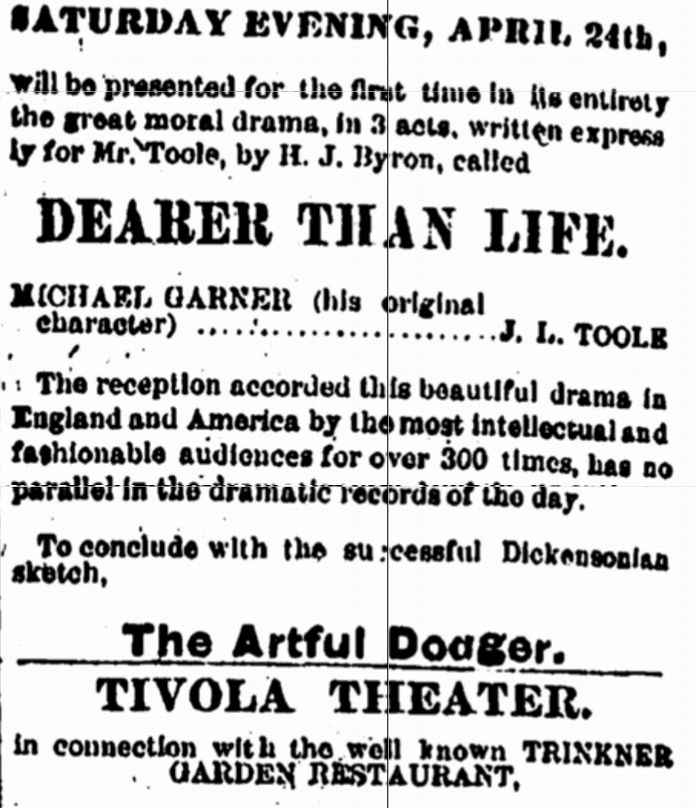 SATURDAY EVENING, APRIL 24th,
will be presented for the first time in its entirety
the great moral drama, in 3 acts, written express
ly for Mr. Toole, by H. J. Byron, called
DEARER THAN LIFE.
MICHAEL GARNER (his original
character) ........................J. L. TOOLE
The reception accorded this beautiful drama in
England and America by the most intellectual and
fashionable audiences for over 300 times, has no
parallel in the dramatic records of the day.
To conclude with the su:cessful Dickensonian
sketch,
The Artful Dodger.
TIVOLA THEATER.
in connection with the well known TRINKNER
GARDEN RESTAURANT,